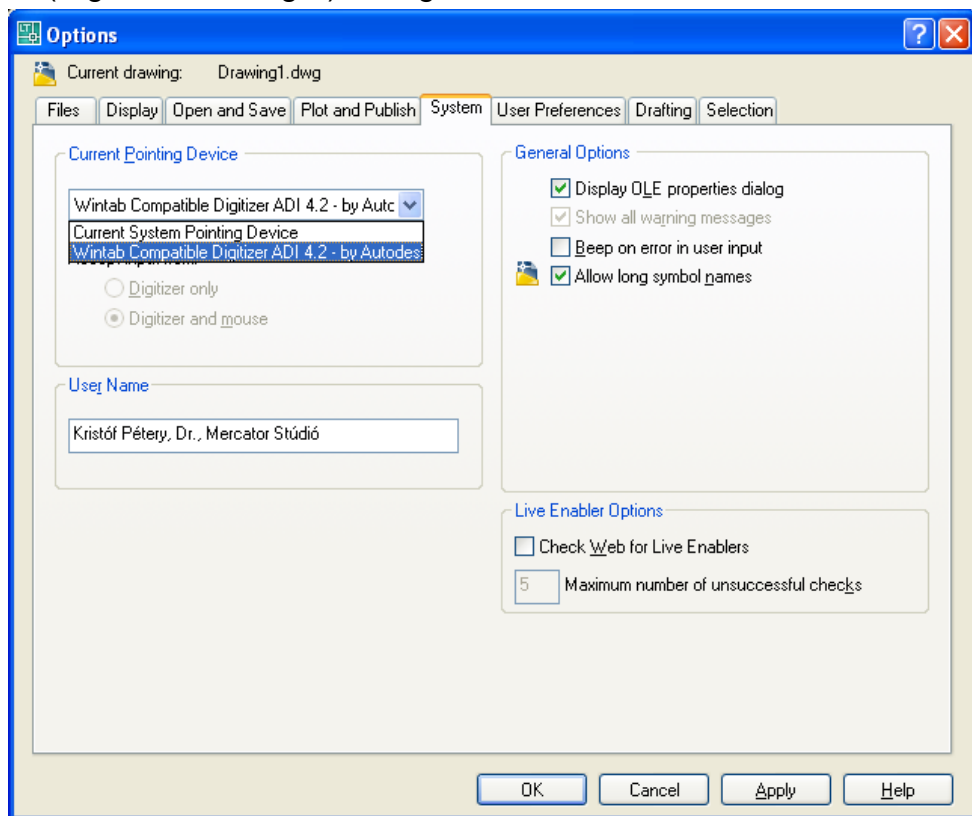 Options
Current drawing: Drawing1.dwg
Files Display Open and Save Plot and Publish System User Preferences Drafting Selection
Current Pointing Device
Wintab Compatible Digitizer ADI 4.2 - by Autc
Current System Pointing Device
Wintab Compatible Digitizer ADI 4.2 - by Autodes
Digitizer only
Digitizer and mouse
User Name
Kristóf Pétery, Dr., Mercator Stúdió
General Options
Display OLE properties dialog
Show all warning messages
Beep on error in user input
Allow long symbol names
Live Enabler Options
Check Web for Live Enablers
5 Maximum number of unsuccessful checks
OK Cancel Apply Help